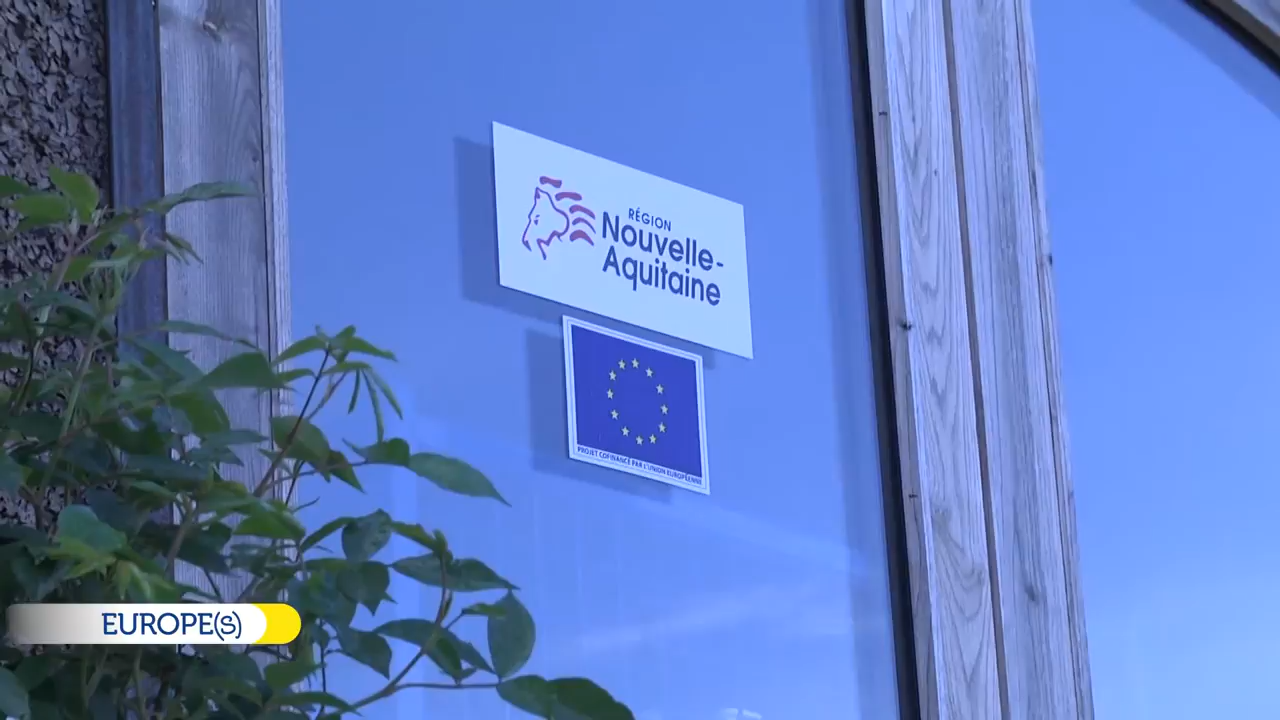 RÉGION
Nouvelle-
Aquitaine
PROJET COFINANCÉ PAR L'UNION EUROPÉENNE
EUROPE(s)